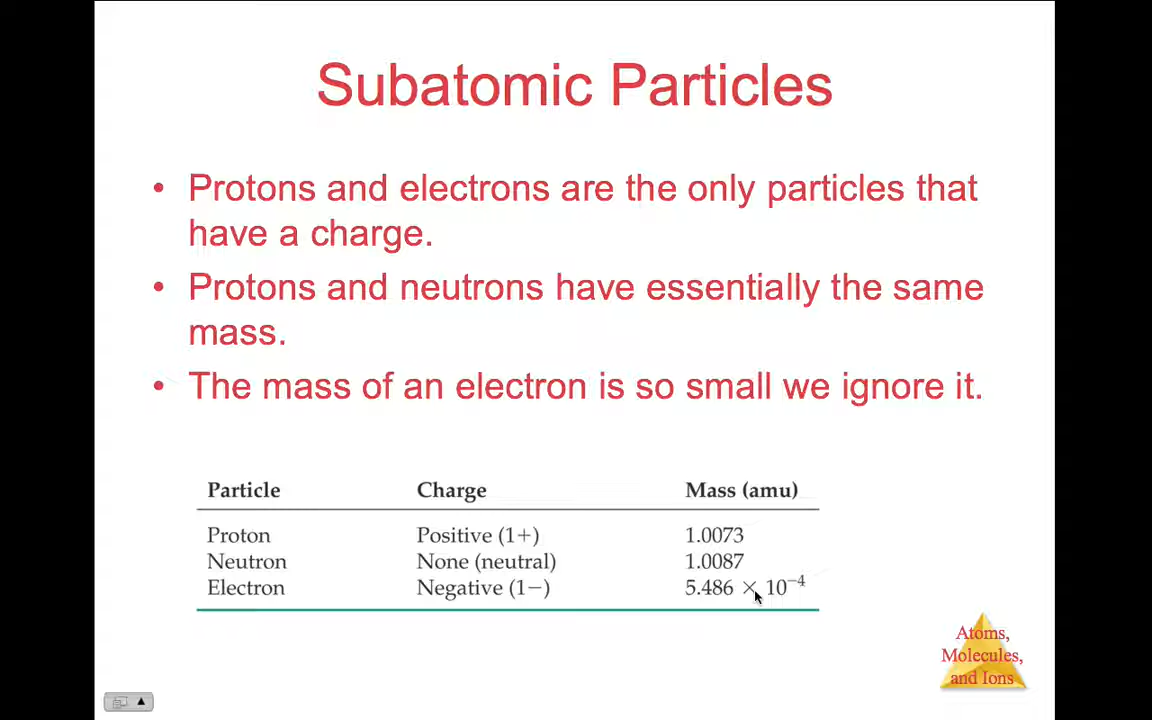 Subatomic Particles
• Protons and electrons are the only particles that
have a charge.
• Protons and neutrons have essentially the same
mass.
• The mass of an electron is so small we ignore it.
Particle Charge Mass (amu)
Proton Positive (1+) 1.0073
Neutron None (neutral) 1.0087
Electron Negative (1−) 5.486 × 10⁻⁴
Atoms,
Molecules,
and Ions